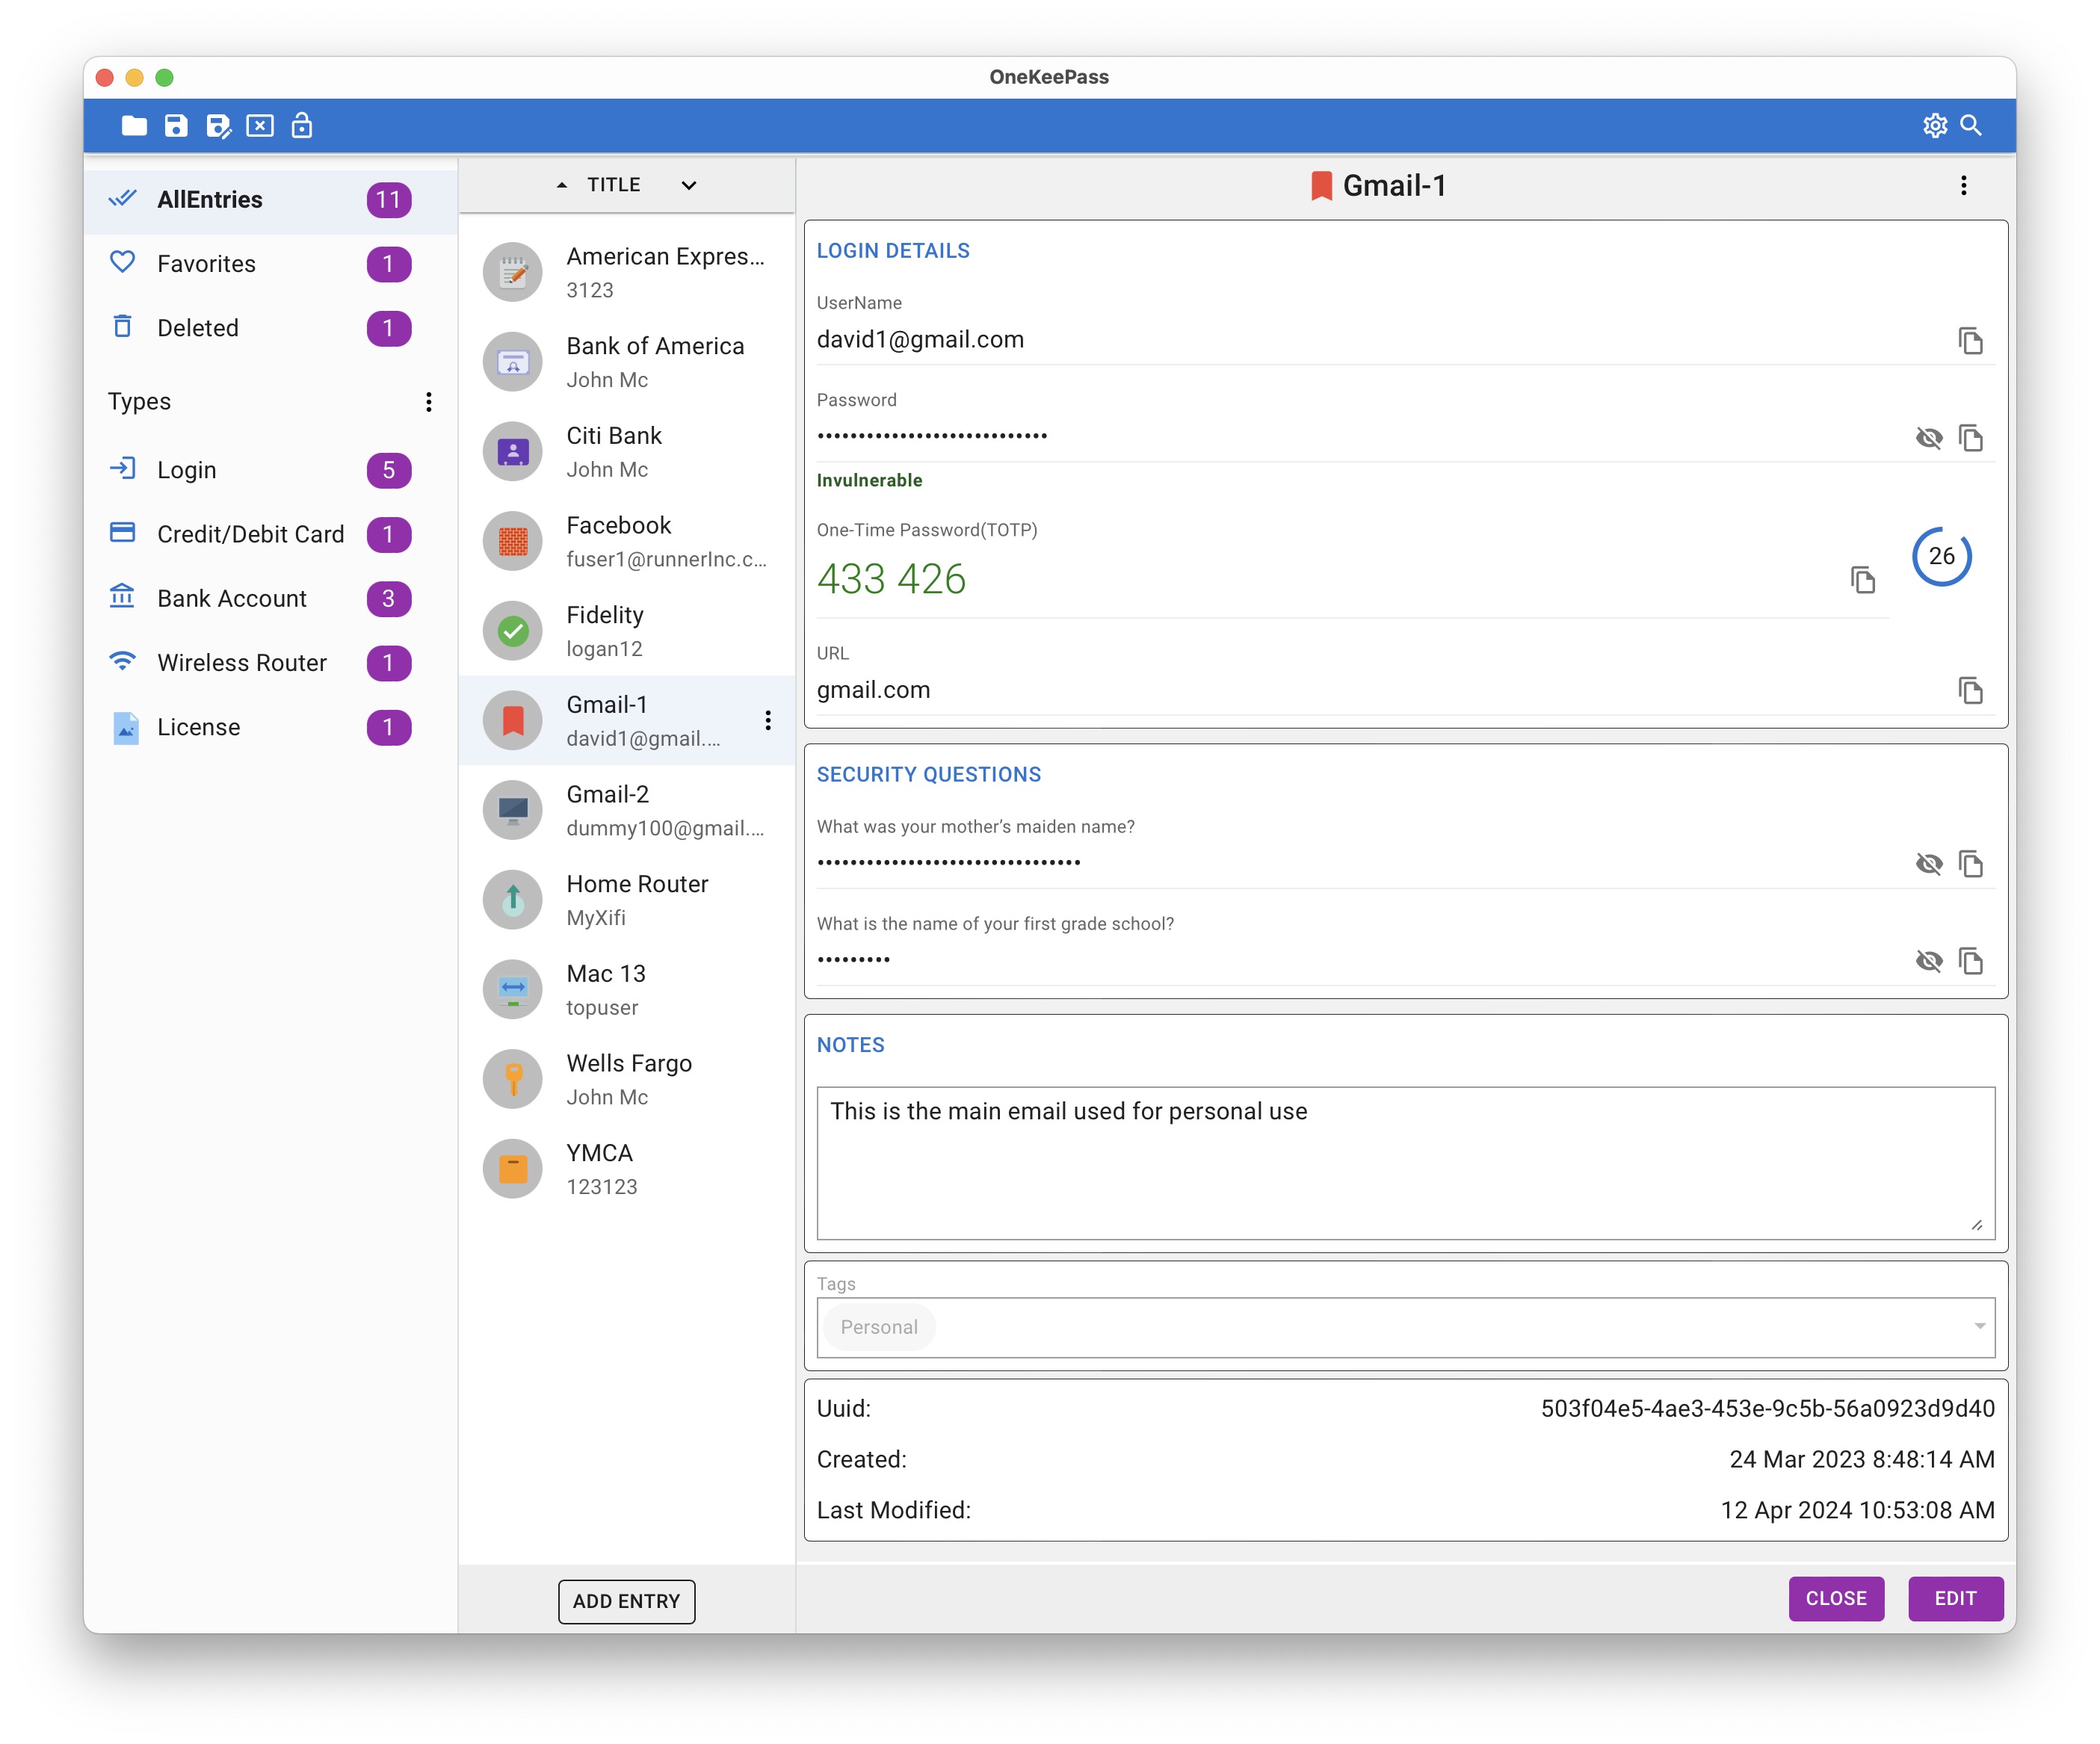 OneKeePass
AllEntries 11
Favorites 1
Deleted 1
Types
Login 5
Credit/Debit Card 1
Bank Account 3
Wireless Router 1
License 1
TITLE
American Expres...
3123
Bank of America
John Mc
Citi Bank
John Mc
Facebook
fuser1@runnerInc.c...
Fidelity
logan12
Gmail-1
david1@gmail....
Gmail-2
dummy100@gmail....
Home Router
MyXifi
Mac 13
topuser
Wells Fargo
John Mc
YMCA
123123
ADD ENTRY
Gmail-1
LOGIN DETAILS
UserName
david1@gmail.com
Password
••••••••••••••••••••••••••••
Invulnerable
One-Time Password(TOTP)
433 426
26
URL
gmail.com
SECURITY QUESTIONS
What was your mother’s maiden name?
••••••••••••••••••••••••••••••••
What is the name of your first grade school?
•••••••••
NOTES
This is the main email used for personal use
Tags
Personal
Uuid: 503f04e5-4ae3-453e-9c5b-56a0923d9d40
Created: 24 Mar 2023 8:48:14 AM
Last Modified: 12 Apr 2024 10:53:08 AM
CLOSE EDIT